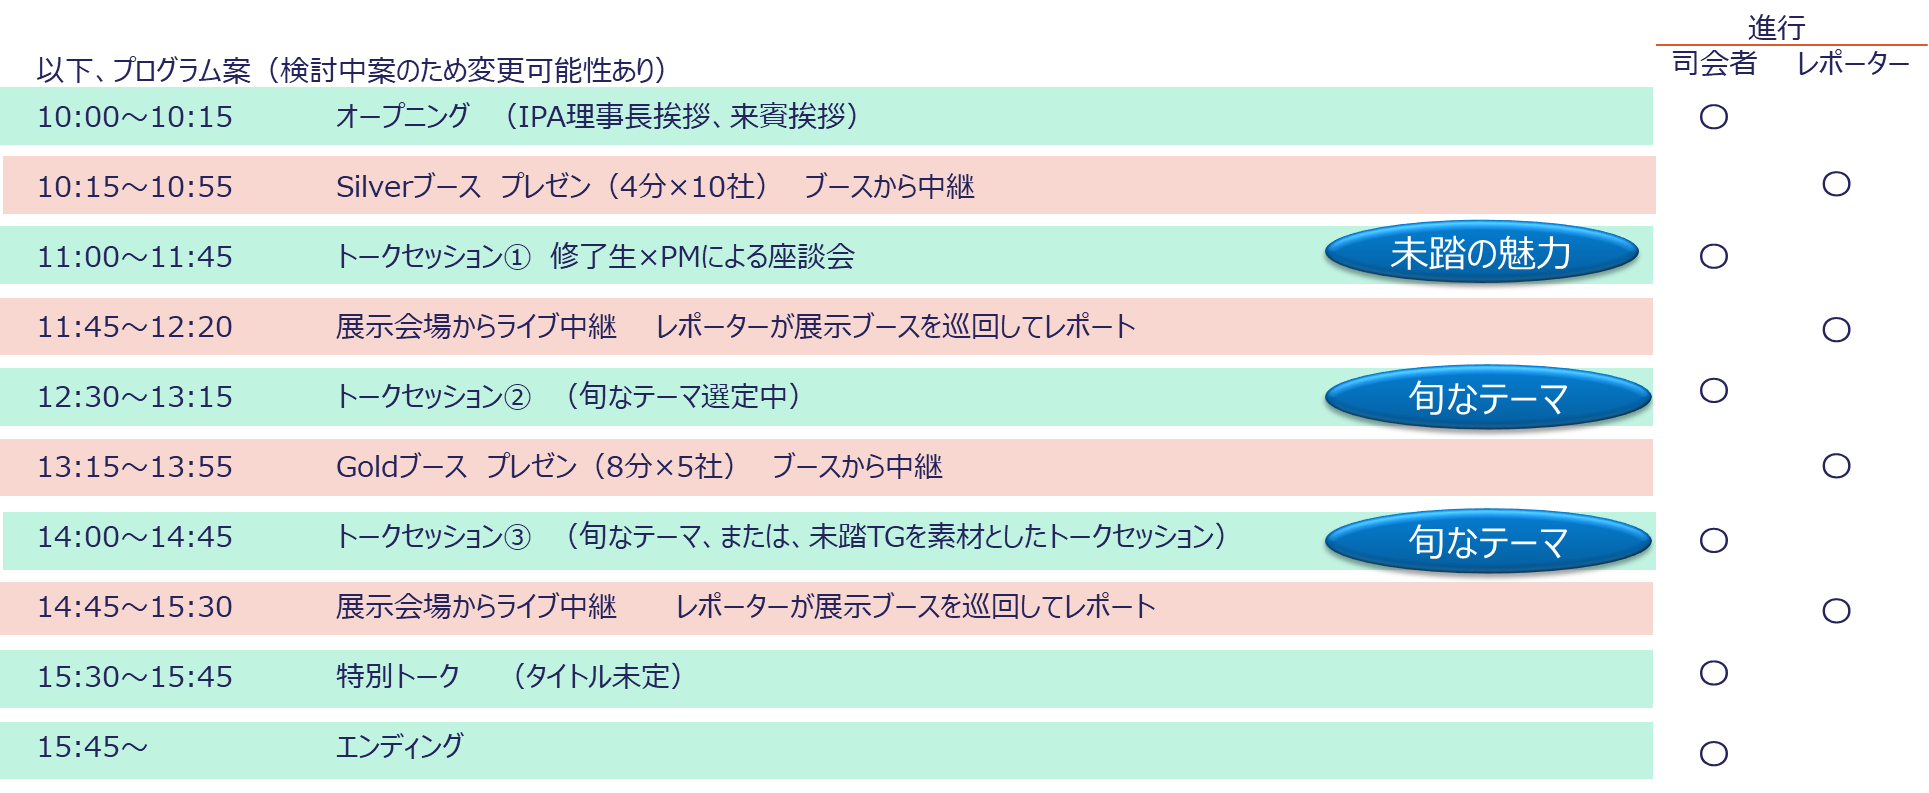 進行
以下、プログラム案（検討中案のため変更可能性あり） 司会者 レポーター
10:00～10:15 オープニング （IPA理事長挨拶、来賓挨拶） 〇
10:15～10:55 Silverブース プレゼン（4分×10社） ブースから中継 〇
11:00～11:45 トークセッション① 修了生×PMによる座談会 未踏の魅力 〇
11:45～12:20 展示会場からライブ中継 レポーターが展示ブースを巡回してレポート 〇
12:30～13:15 トークセッション② （旬なテーマ選定中） 旬なテーマ 〇
13:15～13:55 Goldブース プレゼン（8分×5社） ブースから中継 〇
14:00～14:45 トークセッション③ （旬なテーマ、または、未踏TGを素材としたトークセッション） 旬なテーマ 〇
14:45～15:30 展示会場からライブ中継 レポーターが展示ブースを巡回してレポート 〇
15:30～15:45 特別トーク （タイトル未定） 〇
15:45～ エンディング 〇